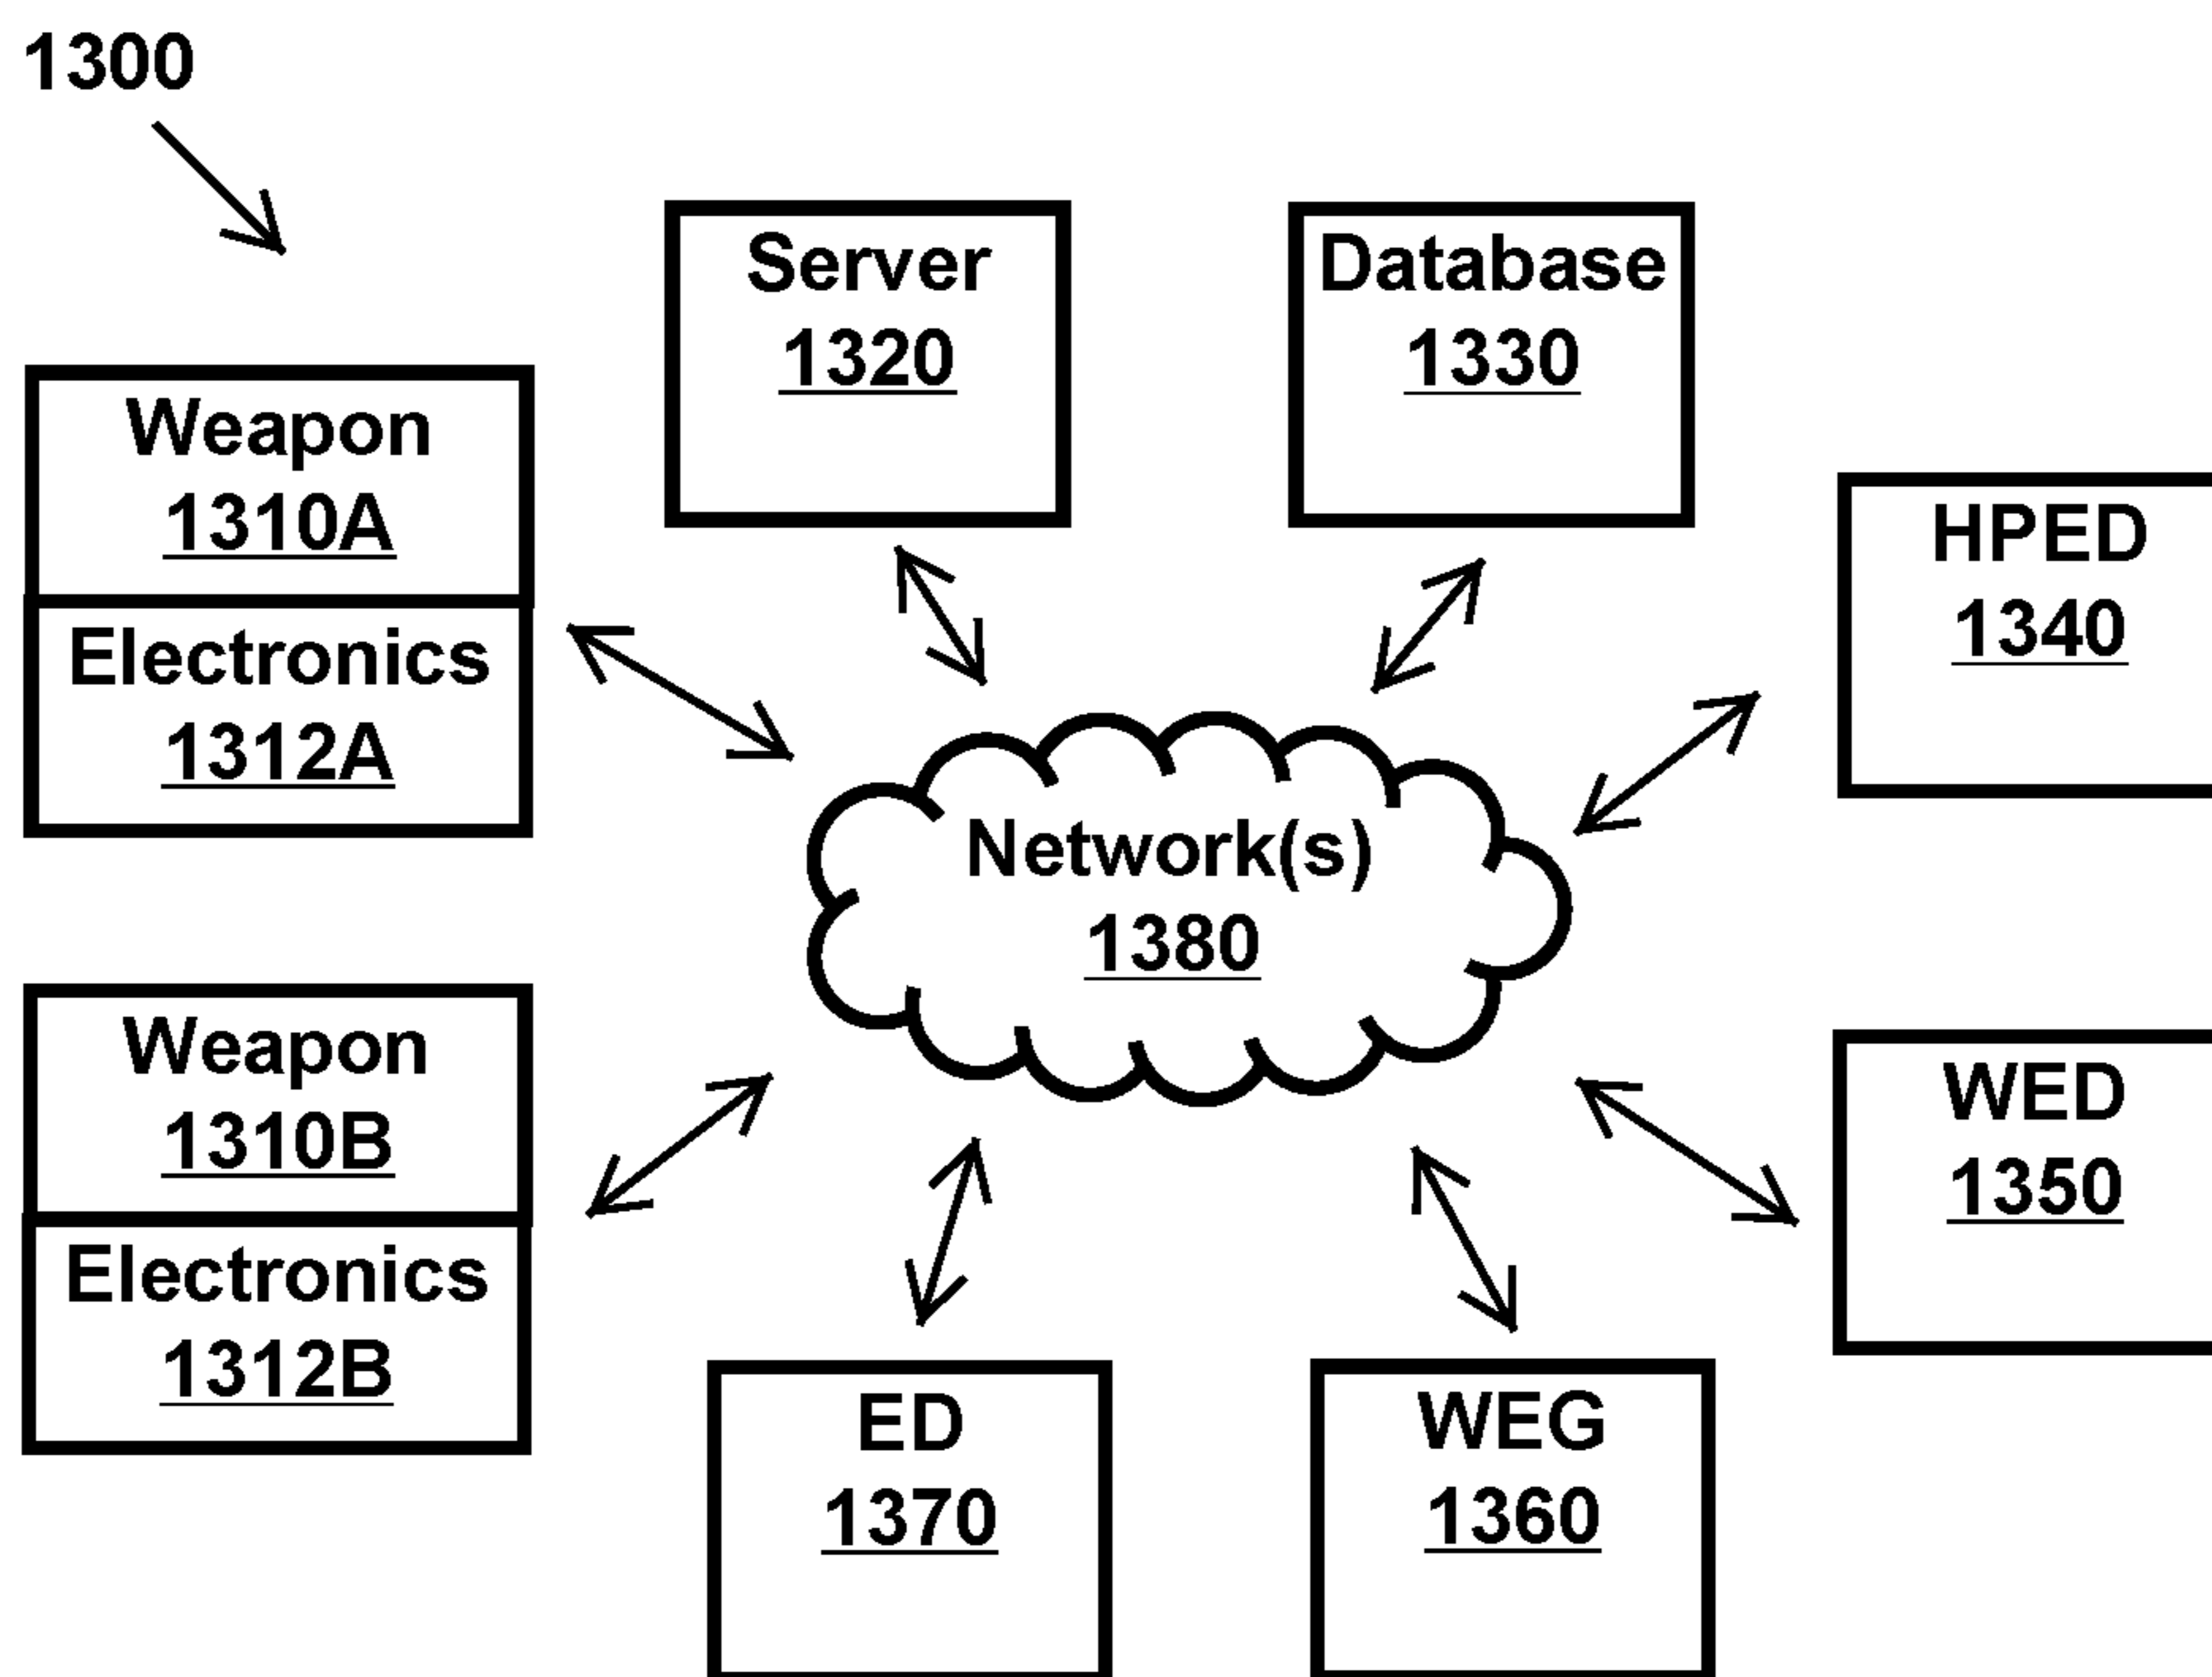 1300
Server
1320
Database
1330
Weapon
1310A
Electronics
1312A
HPED
1340
Network(s)
1380
Weapon
1310B
Electronics
1312B
WED
1350
ED
1370
WEG
1360